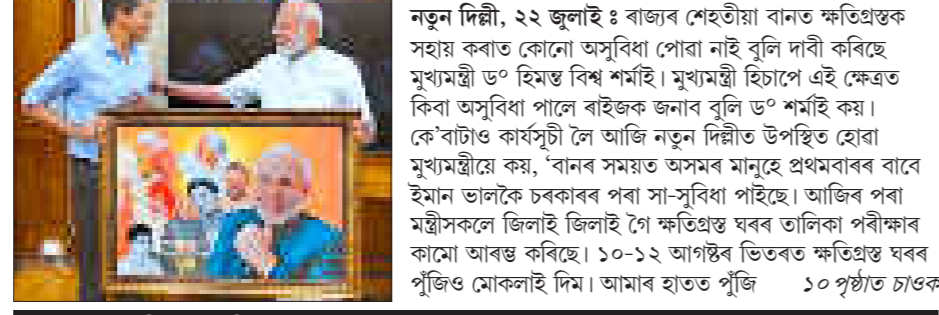 নতুন দিল্লী, ২২ জুলাই ঃ ৰাজ্যৰ শেহতীয়া বানত ক্ষতিগ্ৰস্তক
সহায় কৰাত কোনো অসুবিধা পোৱা নাই বুলি দাবী কৰিছে
মুখ্যমন্ত্ৰী ড° হিমন্ত বিশ্ব শৰ্মাই। মুখ্যমন্ত্ৰী হিচাপে এই ক্ষেত্ৰত
কিবা অসুবিধা পালে ৰাইজক জনাব বুলি ড° শৰ্মাই কয়।
কে'বাটাও কাৰ্যসূচী লৈ আজি নতুন দিল্লীত উপস্থিত হোৱা
মুখ্যমন্ত্ৰীয়ে কয়, ‘বানৰ সময়ত অসমৰ মানুহে প্ৰথমবাৰৰ বাবে
ইমান ভালকৈ চৰকাৰৰ পৰা সা-সুবিধা পাইছে। আজিৰ পৰা
মন্ত্ৰীসকলে জিলাই জিলাই গৈ ক্ষতিগ্ৰস্ত ঘৰৰ তালিকা পৰীক্ষাৰ
কামো আৰম্ভ কৰিছে। ১০-১২ আগষ্টৰ ভিতৰত ক্ষতিগ্ৰস্ত ঘৰৰ
পুঁজিও মোকলাই দিম। আমাৰ হাতত পুঁজি ১০ পৃষ্ঠাত চাওক